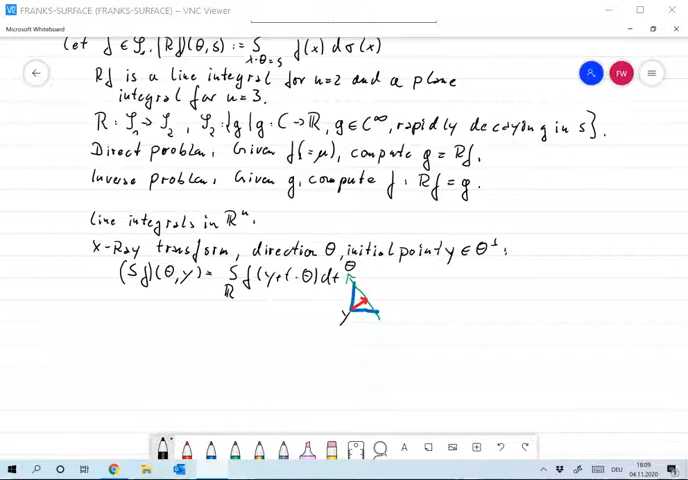 FRANKS-SURFACE (FRANKS-SURFACE) - VNC Viewer
Microsoft Whiteboard
Let f ∈ S₁. (Rf)(θ,s) := ∫_{x·θ=s} f(x) dσ(x)
Rf is a line integral for n=2 and a plane
integral for n=3.
R: S₁ → S₂, S₂ = {g | g: C → ℝ, g ∈ C^∞, rapidly decaying in s}.
Direct problem. Given f(=μ), compute g = Rf.
Inverse problem. Given g, compute f: Rf = g.
Line integrals in ℝⁿ.
X-Ray transform, direction θ, initial point y ∈ θ^⊥:
(Sf)(θ,y) = ∫_ℝ f(y+t·θ) dt
θ
y
FW
A
DEU
18:09
04.11.2020